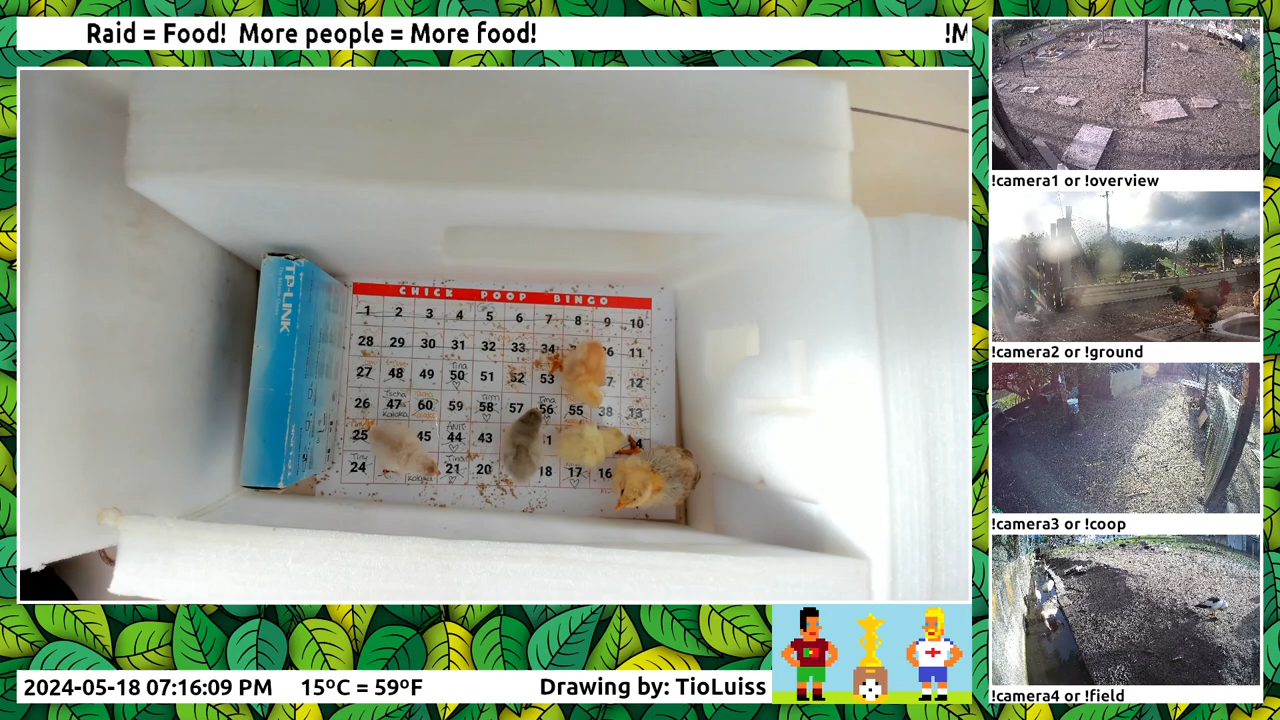 Raid = Food! More people = More food!
!M
TP-LINK
CHICK POOP BINGO
1 2 3 4 5 6 7 8 9 10
28 29 30 31 32 33 34 11
27 48 49 50 51 52 53 12
Tina
26 47 60 59 58 57 56 55 38 13
Tscha
Kolaka
25 45 44 43
24 21 20 18 17 16
!camera1 or !overview
!camera2 or !ground
!camera3 or !coop
!camera4 or !field
2024-05-18 07:16:09 PM 15ºC = 59ºF
Drawing by: TioLuiss